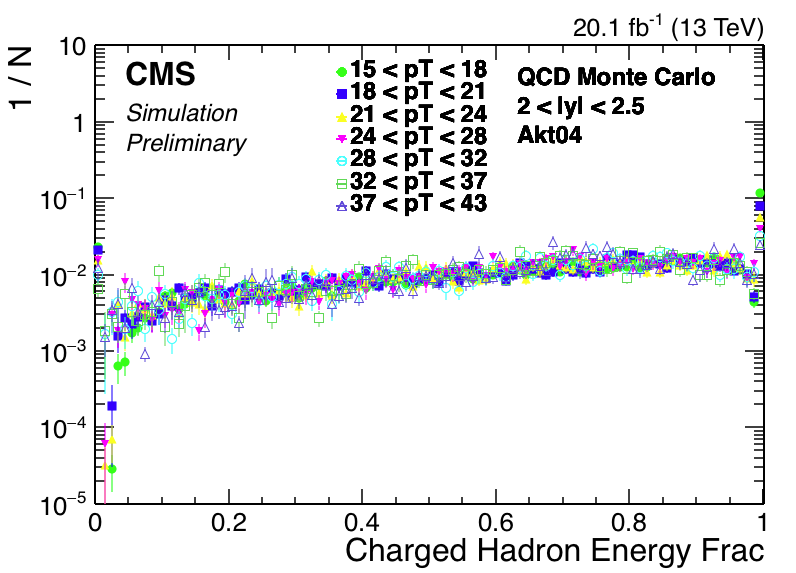 20.1 fb⁻¹ (13 TeV)
1 / N
10
1
10⁻¹
10⁻²
10⁻³
10⁻⁴
10⁻⁵
CMS
Simulation
Preliminary
15 < pT < 18
18 < pT < 21
21 < pT < 24
24 < pT < 28
28 < pT < 32
32 < pT < 37
37 < pT < 43
QCD Monte Carlo
2 < |y| < 2.5
Akt04
0 0.2 0.4 0.6 0.8 1
Charged Hadron Energy Frac